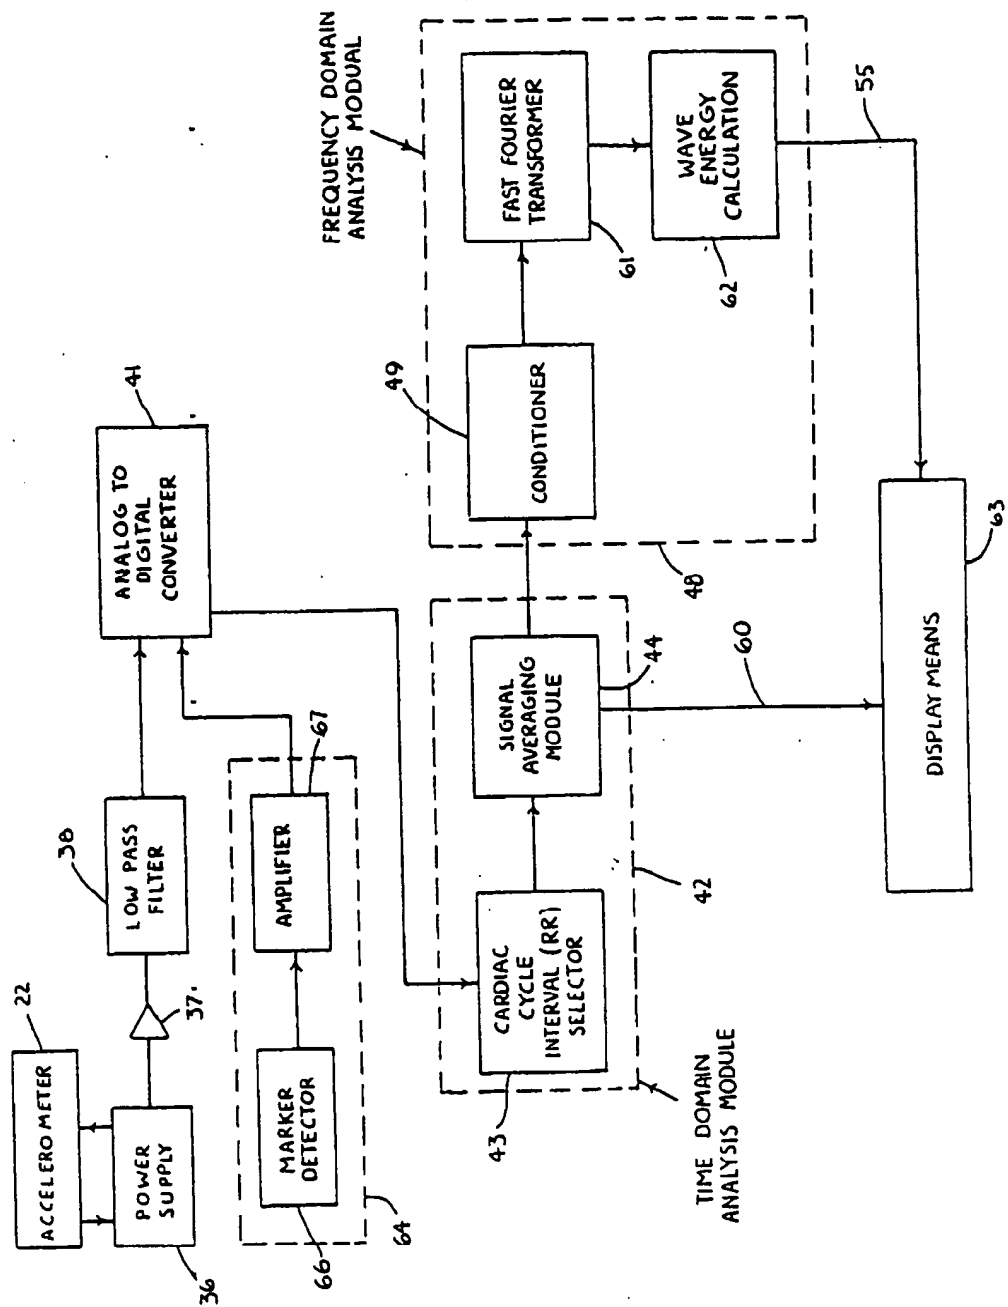 22
ACCELEROMETER
POWER
SUPPLY
36
37
38
LOW PASS
FILTER
41
ANALOG TO
DIGITAL
CONVERTER
MARKER
DETECTOR
66
64
AMPLIFIER
67
43
CARDIAC
CYCLE
INTERVAL (RR)
SELECTOR
SIGNAL
AVERAGING
MODULE
44
42
TIME DOMAIN
ANALYSIS MODULE
60
FREQUENCY DOMAIN
ANALYSIS MODUAL
49
CONDITIONER
48
FAST FOURIER
TRANSFORMER
61
WAVE
ENERGY
CALCULATION
62
55
DISPLAY MEANS
63